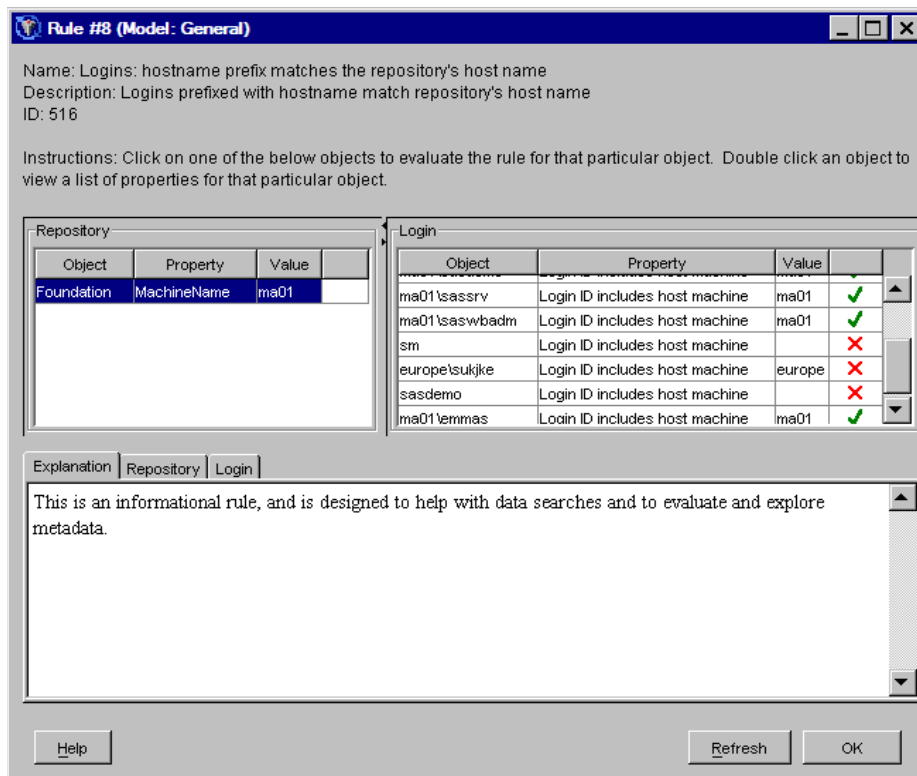 Rule #8 (Model: General)
Name: Logins: hostname prefix matches the repository's host name
Description: Logins prefixed with hostname match repository's host name
ID: 516
Instructions: Click on one of the below objects to evaluate the rule for that particular object. Double click an object to
view a list of properties for that particular object.
Repository
Object Property Value
Foundation MachineName ma01
Login
Object Property Value
ma01\sassrv Login ID includes host machine ma01
ma01\saswbadm Login ID includes host machine ma01
sm Login ID includes host machine
europe\sukjke Login ID includes host machine europe
sasdemo Login ID includes host machine
ma01\emmas Login ID includes host machine ma01
Explanation Repository Login
This is an informational rule, and is designed to help with data searches and to evaluate and explore
metadata.
Help Refresh OK